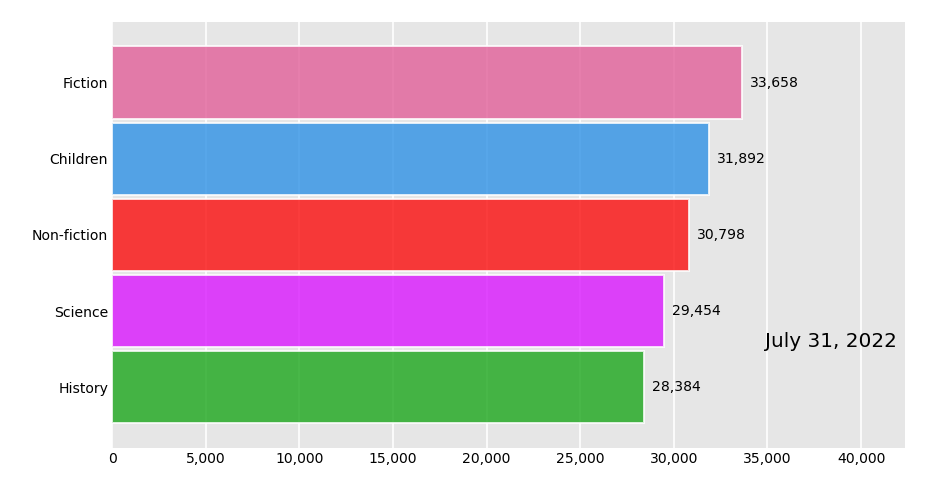 Fiction 33,658
Children 31,892
Non-fiction 30,798
Science 29,454
July 31, 2022
History 28,384
0 5,000 10,000 15,000 20,000 25,000 30,000 35,000 40,000